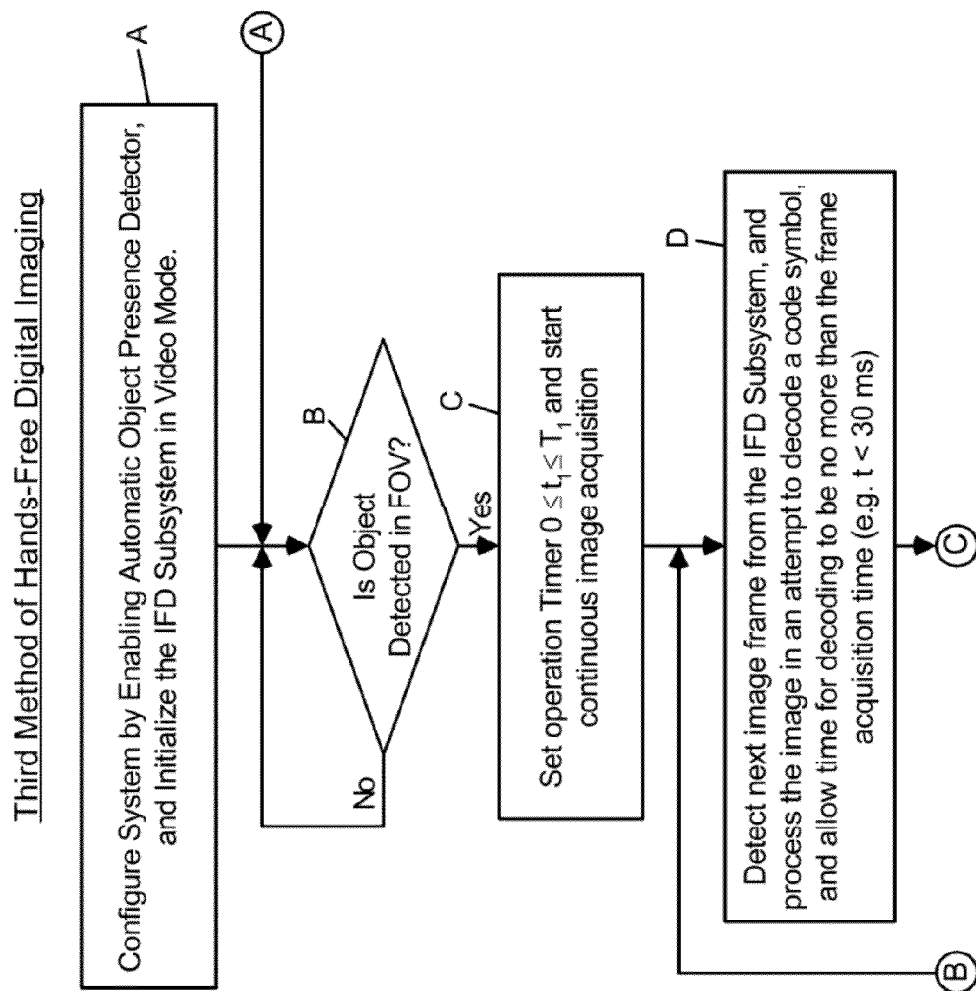 Third Method of Hands-Free Digital Imaging
A
Configure System by Enabling Automatic Object Presence Detector,
and Initialize the IFD Subsystem in Video Mode.
A
B
Is Object
Detected in FOV?
No
Yes
C
Set operation Timer 0 ≤ t₁ ≤ T₁ and start
continuous image acquisition
B
D
Detect next image frame from the IFD Subsystem, and
process the image in an attempt to decode a code symbol,
and allow time for decoding to be no more than the frame
acquisition time (e.g. t < 30 ms)
C